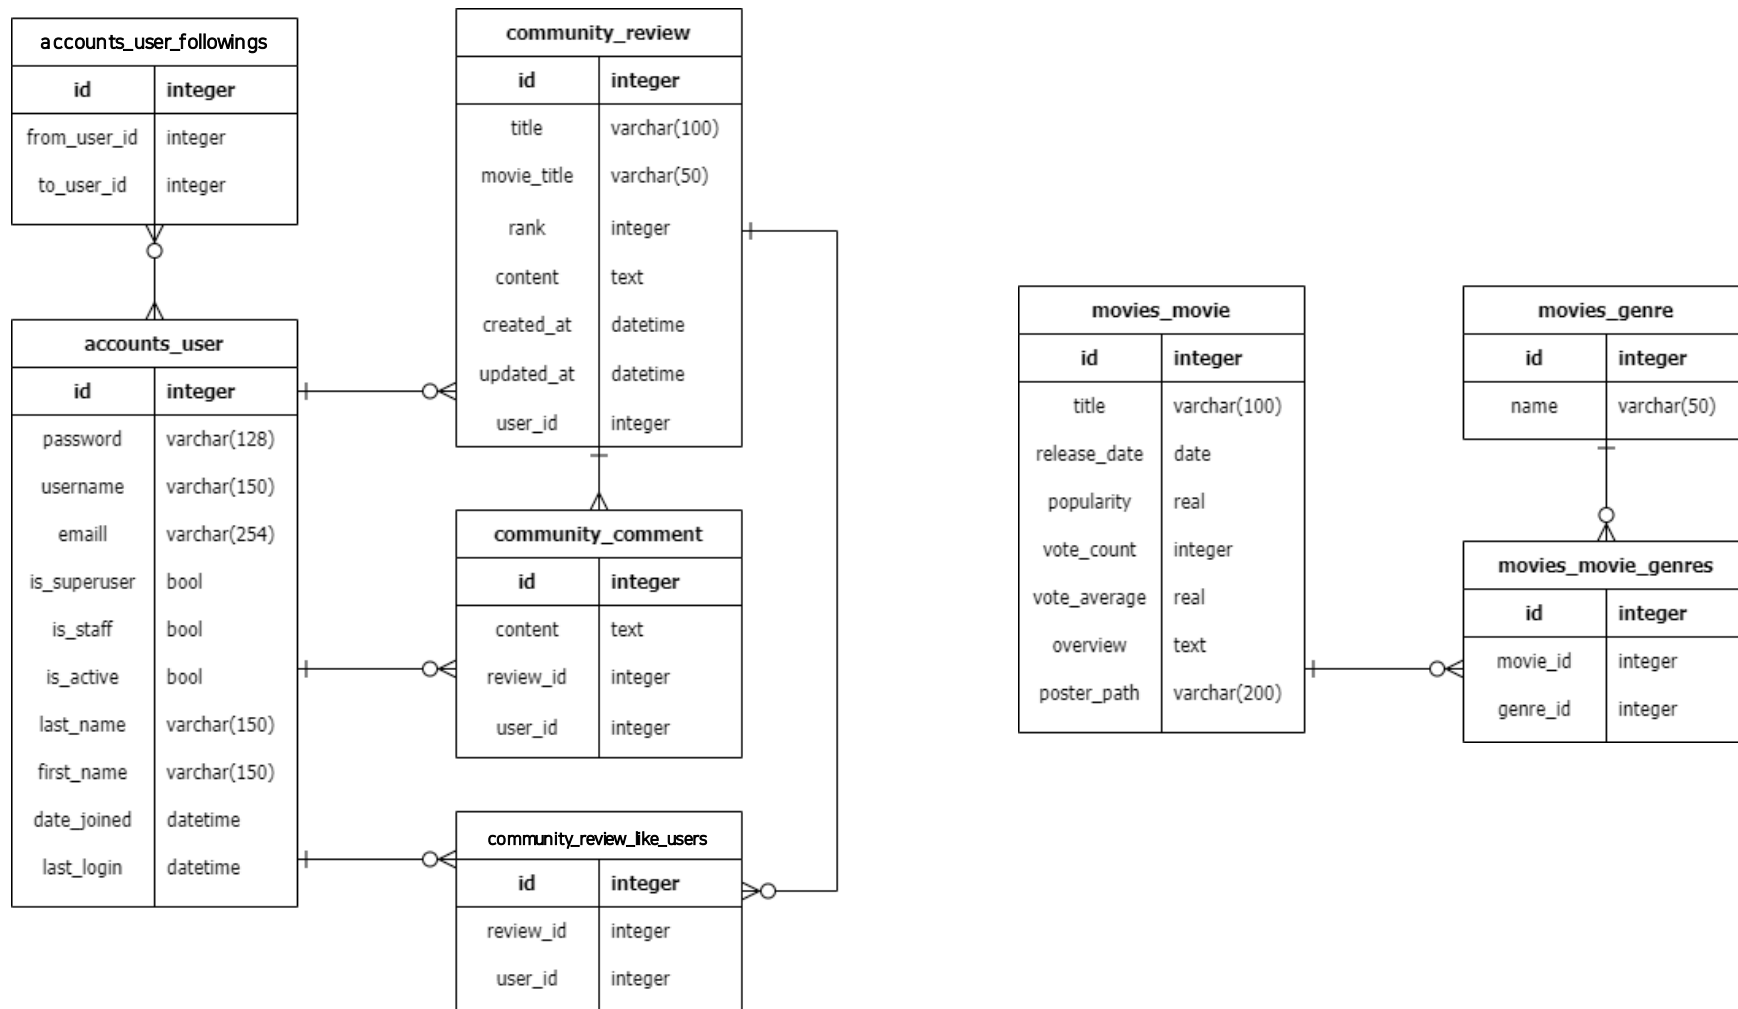 accounts_user_followings
id integer
from_user_id integer
to_user_id integer
accounts_user
id integer
password varchar(128)
username varchar(150)
emaill varchar(254)
is_superuser bool
is_staff bool
is_active bool
last_name varchar(150)
first_name varchar(150)
date_joined datetime
last_login datetime
community_review
id integer
title varchar(100)
movie_title varchar(50)
rank integer
content text
created_at datetime
updated_at datetime
user_id integer
community_comment
id integer
content text
review_id integer
user_id integer
community_review_like_users
id integer
review_id integer
user_id integer
movies_movie
id integer
title varchar(100)
release_date date
popularity real
vote_count integer
vote_average real
overview text
poster_path varchar(200)
movies_genre
id integer
name varchar(50)
movies_movie_genres
id integer
movie_id integer
genre_id integer